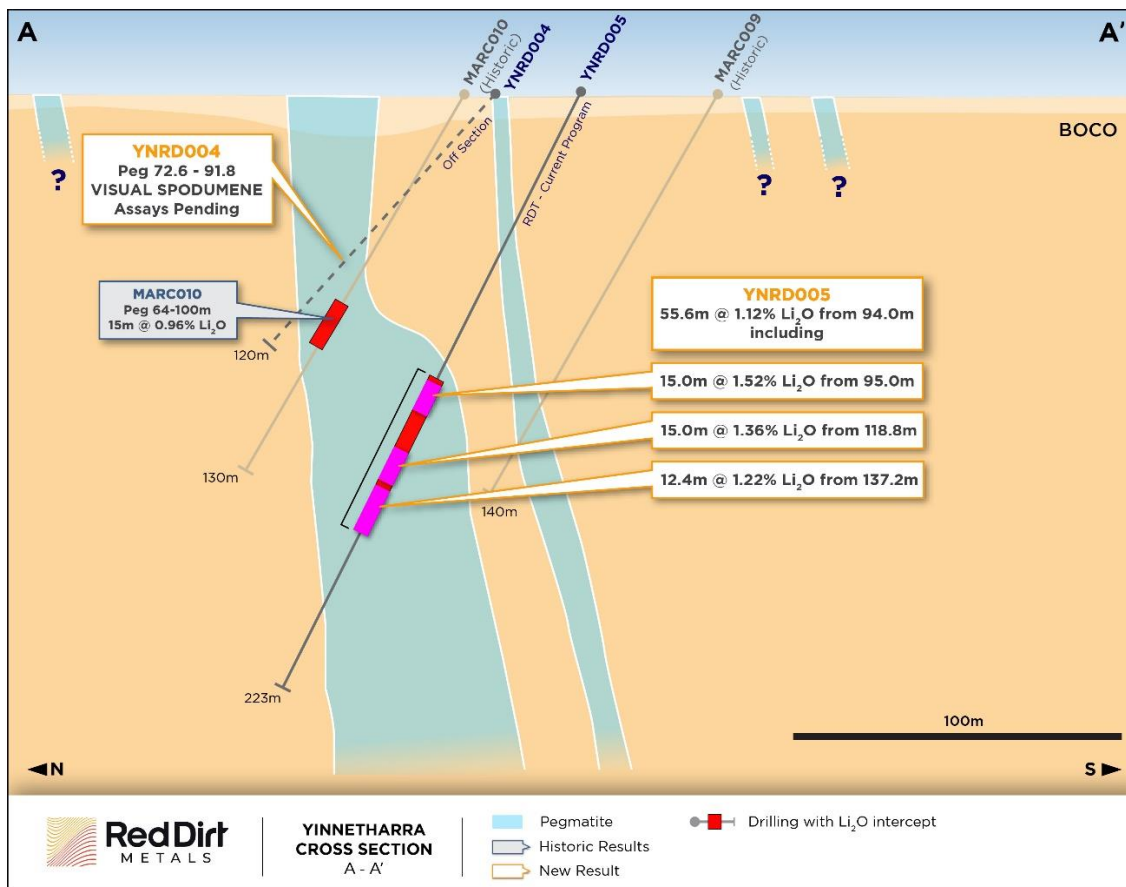 A
A'
MARC010
(Historic)
YNRD004
YNRD005
MARC009
(Historic)
BOCO
Off Section
RDT - Current Program
YNRD004
Peg 72.6 - 91.8
VISUAL SPODUMENE
Assays Pending
?
?
?
MARC010
Peg 64-100m
15m @ 0.96% Li₂O
YNRD005
55.6m @ 1.12% Li₂O from 94.0m
including
15.0m @ 1.52% Li₂O from 95.0m
15.0m @ 1.36% Li₂O from 118.8m
12.4m @ 1.22% Li₂O from 137.2m
120m
130m
140m
223m
100m
N
S
RedDirt
METALS
YINNETHARRA
CROSS SECTION
A - A'
Pegmatite
Historic Results
New Result
Drilling with Li₂O intercept